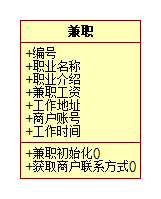 兼职
+编号
+职业名称
+职业介绍
+兼职工资
+工作地址
+商户账号
+工作时间
+兼职初始化()
+获取商户联系方式()